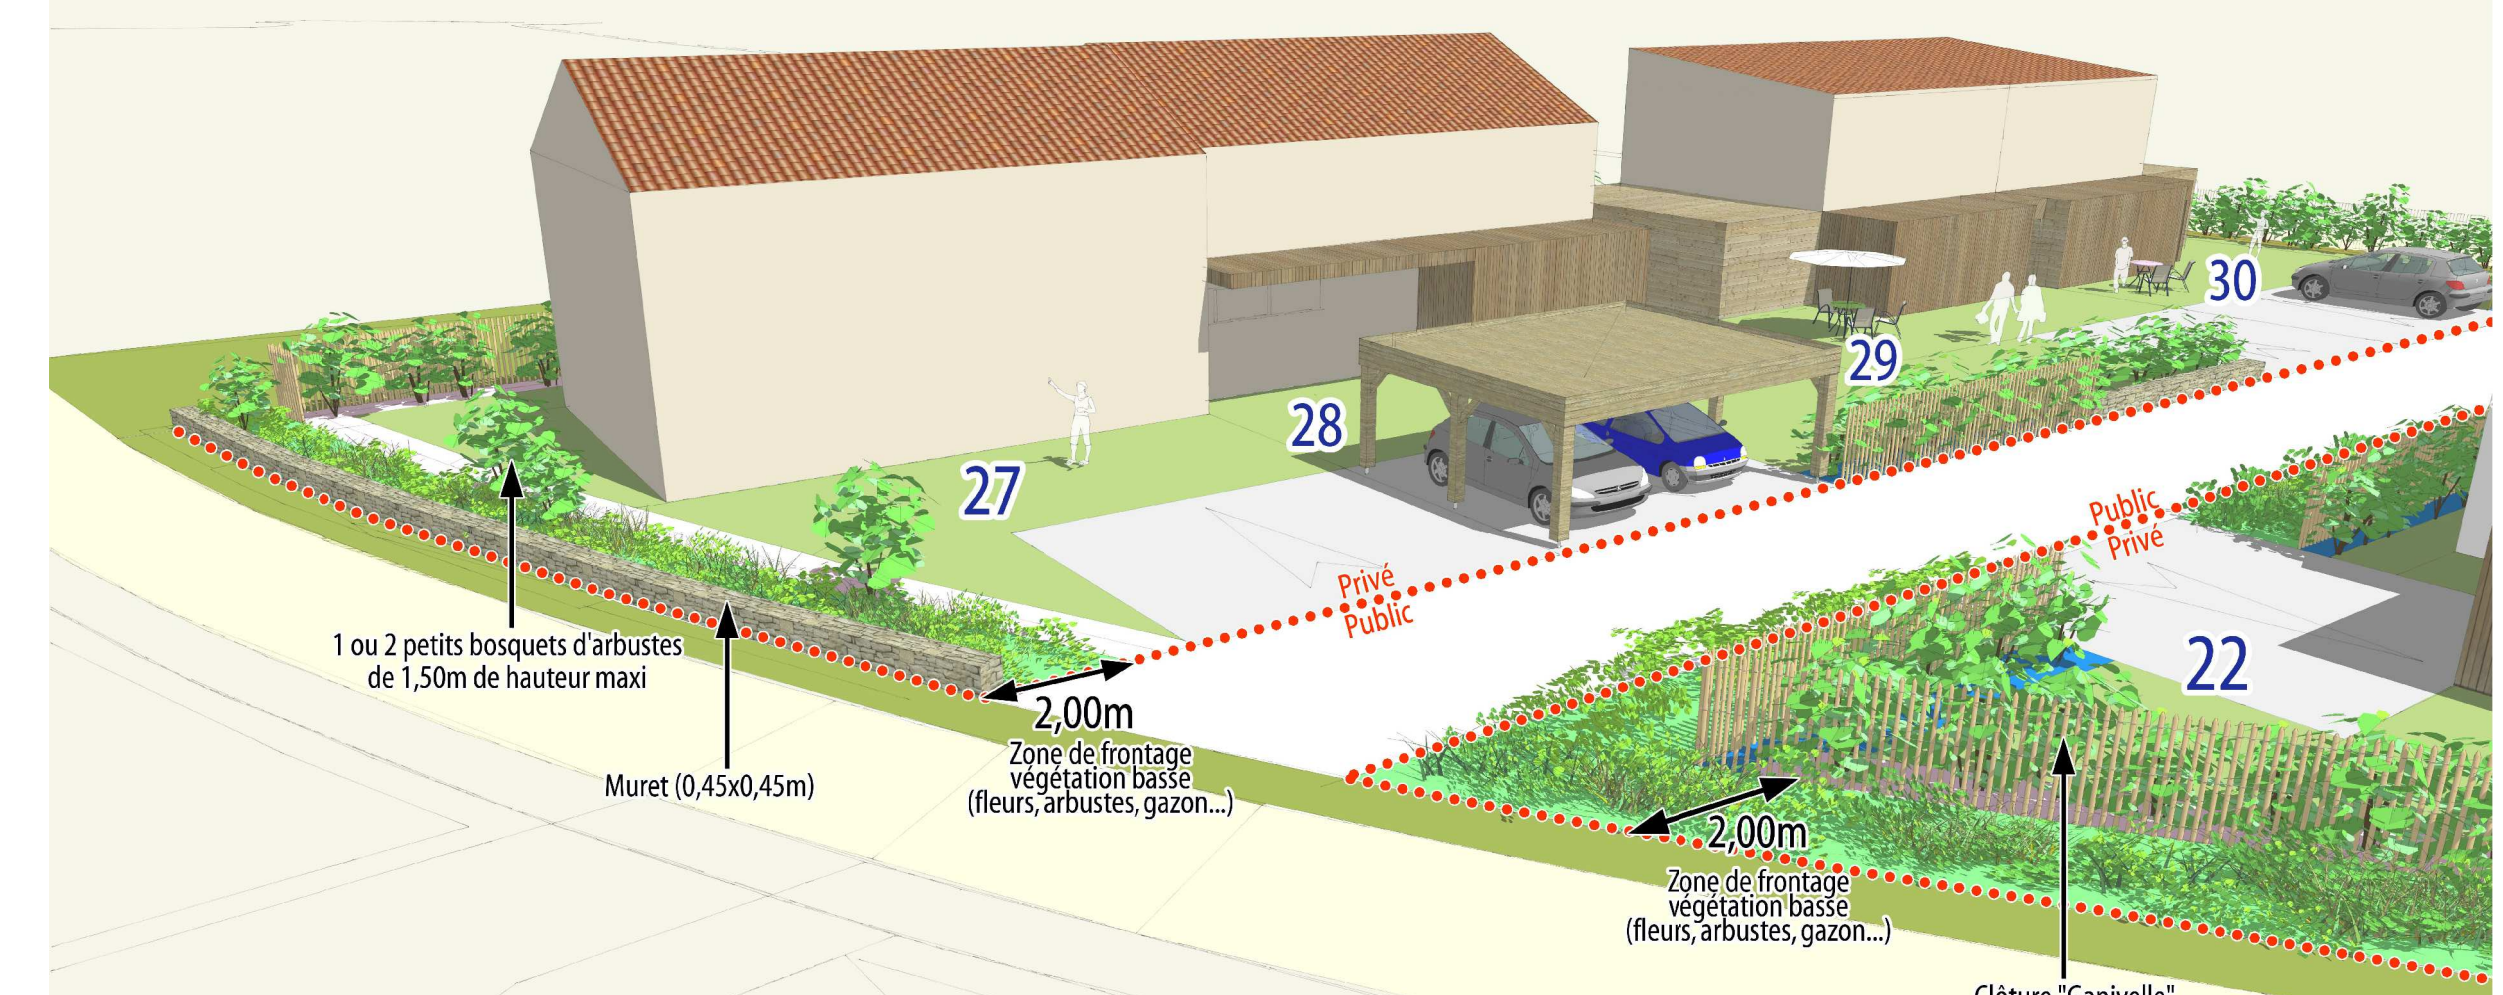 30
29
28
27
Public
Privé
Privé
Public
22
1 ou 2 petits bosquets d'arbustes
de 1,50m de hauteur maxi
2,00m
Zone de frontage
végétation basse
(fleurs, arbustes, gazon...)
Muret (0,45x0,45m)
2,00m
Zone de frontage
végétation basse
(fleurs, arbustes, gazon...)
Clôture "Ganivelle"